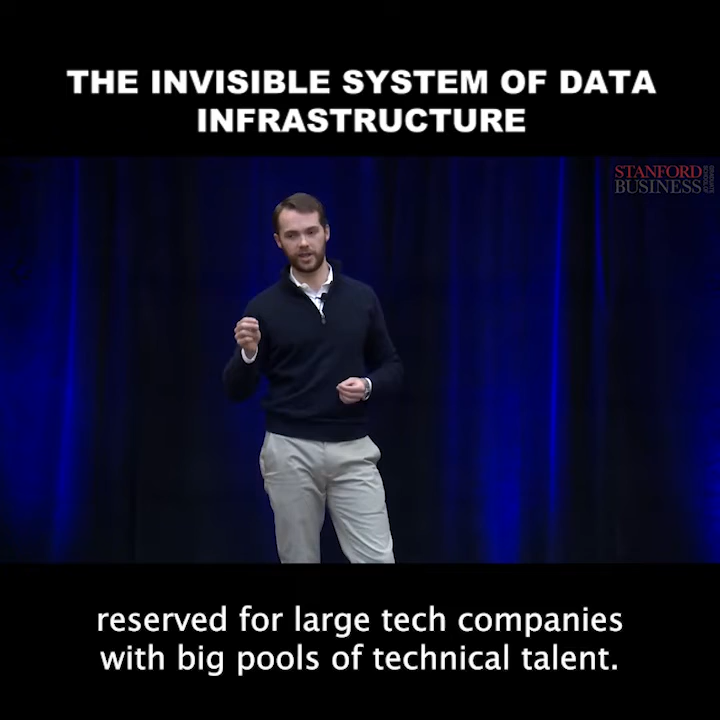 THE INVISIBLE SYSTEM OF DATA
INFRASTRUCTURE
STANFORD
BUSINESS
reserved for large tech companies
with big pools of technical talent.